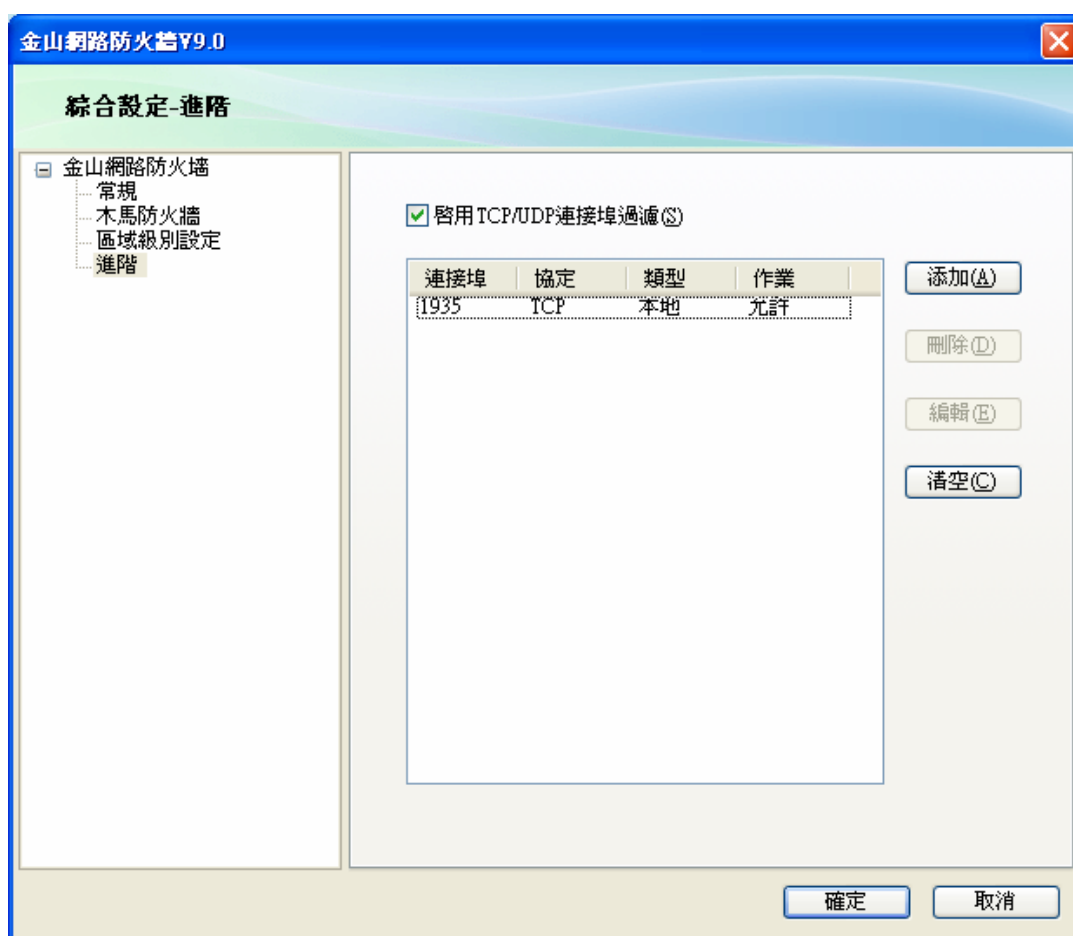 金山網路防火牆V9.0
綜合設定-進階
金山網路防火墻
常規
木馬防火牆
區域級別設定
進階
啓用TCP/UDP連接埠過濾(S)
連接埠 協定 類型 作業
1935 TCP 本地 允許
添加(A)
刪除(D)
編輯(E)
清空(C)
確定 取消